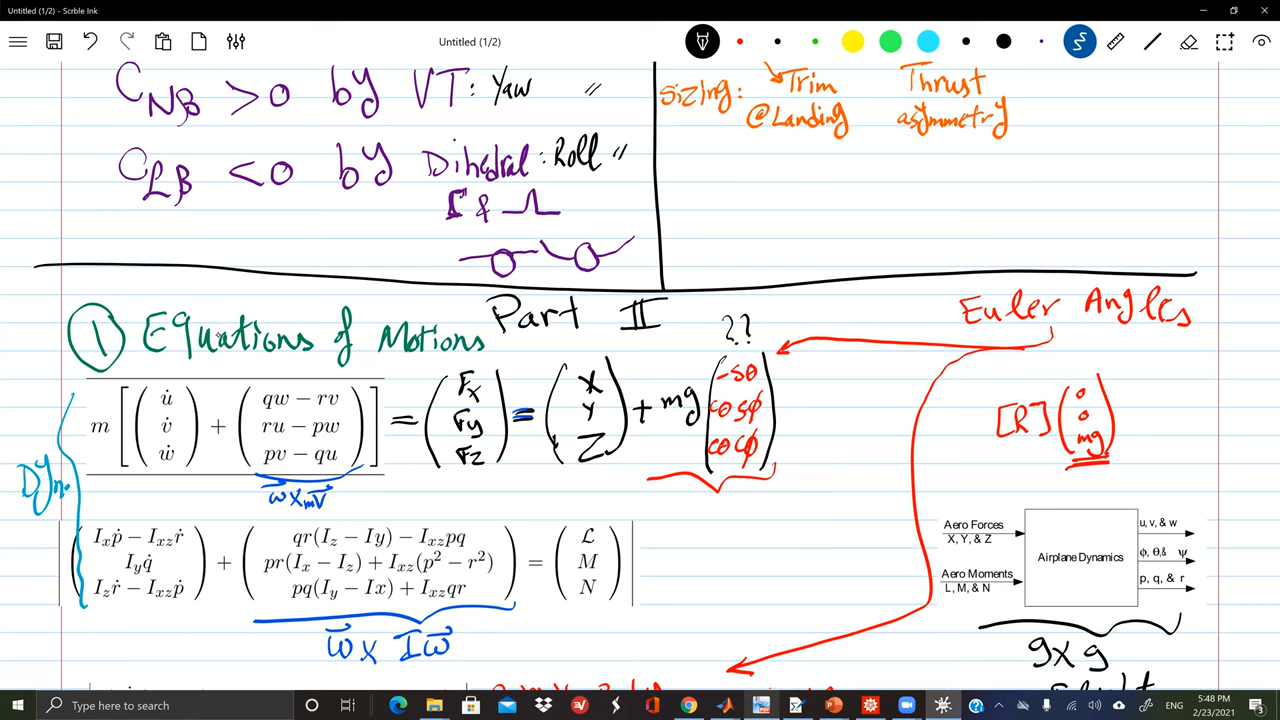 Untitled (1/2) - Scrble Ink
Untitled (1/2)
C_Nβ > 0 by VT : Yaw "
C_Lβ < 0 by Dihedral : Roll "
Γ & Λ
Sizing: Trim @Landing
Thrust asymmetry
Part II
① Equations of Motions
Euler Angles
??
Dyn.
m [ ( u̇ v̇ ẇ ) + ( qw − rv ru − pw pv − qu ) ] = ( Fx Fy Fz ) = ( X Y Z ) + mg ( -sθ cθsφ cθcφ )
ω⃗ x mV⃗
[R] ( 0 0 mg )
( I_x ṗ − I_xz ṙ I_y q̇ I_z ṙ − I_xz ṗ ) + ( qr(I_z − Iy) − I_xz pq pr(I_x − I_z) + I_xz(p² − r²) pq(I_y − Ix) + I_xz qr ) = ( ℒ M N )
ω⃗ x Iω⃗
Aero Forces
X, Y, & Z
Aero Moments
L, M, & N
Airplane Dynamics
u, v, & w
ϕ, θ,& ψ
p, q, & r
9x9
Type here to search
ENG
5:48 PM
2/23/2021
3